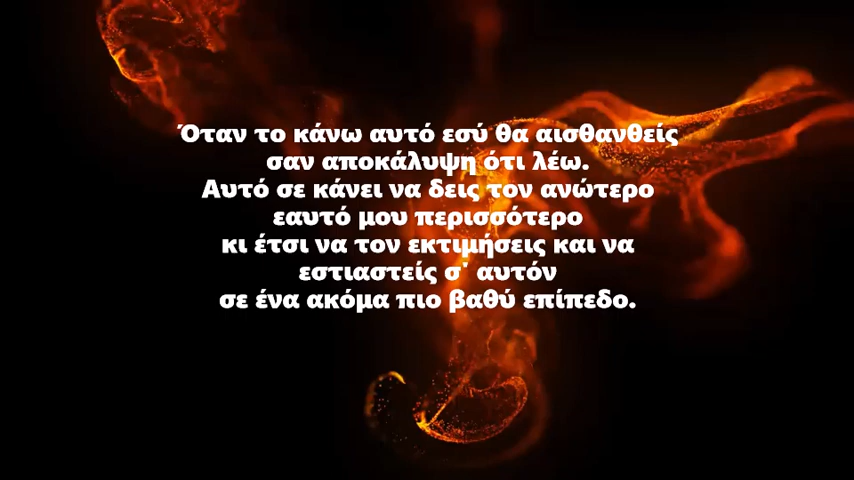 Όταν το κάνω αυτό εσύ θα αισθανθείς
σαν αποκάλυψη ότι λέω.
Αυτό σε κάνει να δεις τον ανώτερο
εαυτό μου περισσότερο
κι έτσι να τον εκτιμήσεις και να
εστιαστείς σ' αυτόν
σε ένα ακόμα πιο βαθύ επίπεδο.